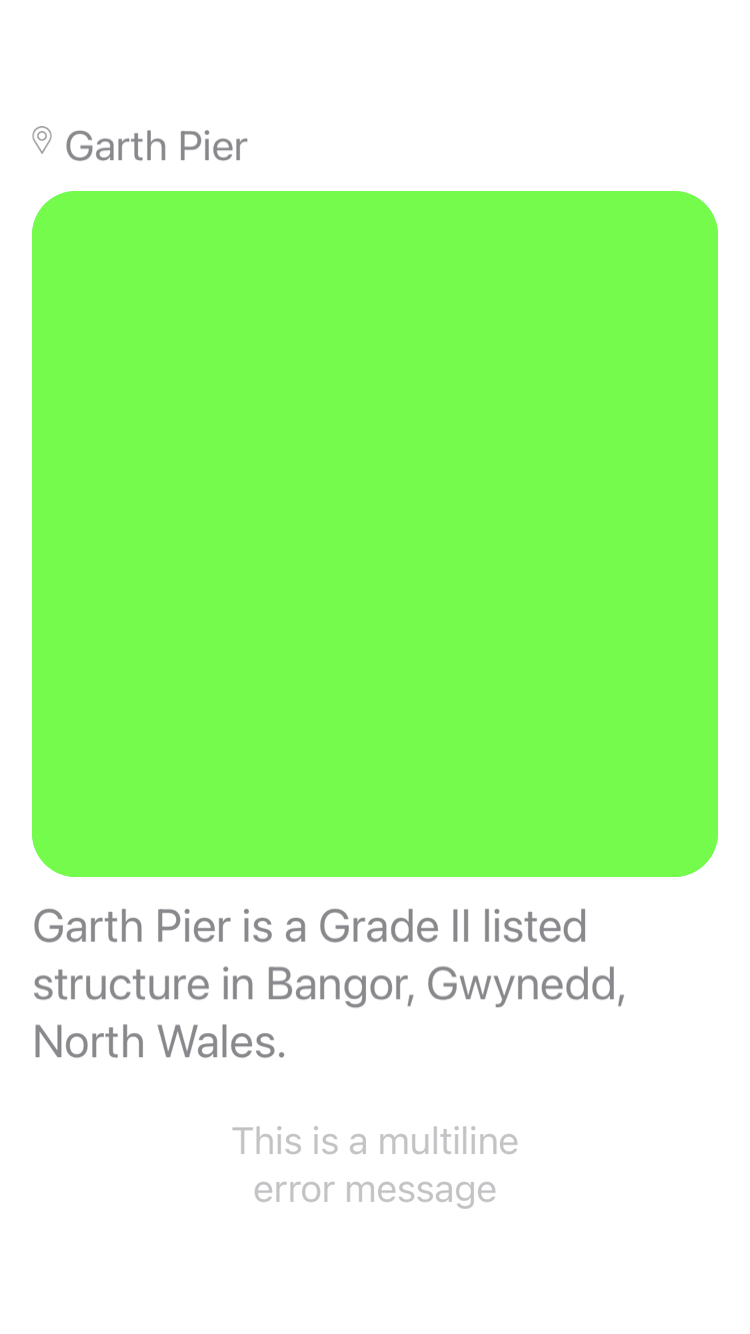 Garth Pier
Garth Pier is a Grade II listed
structure in Bangor, Gwynedd,
North Wales.
This is a multiline
error message